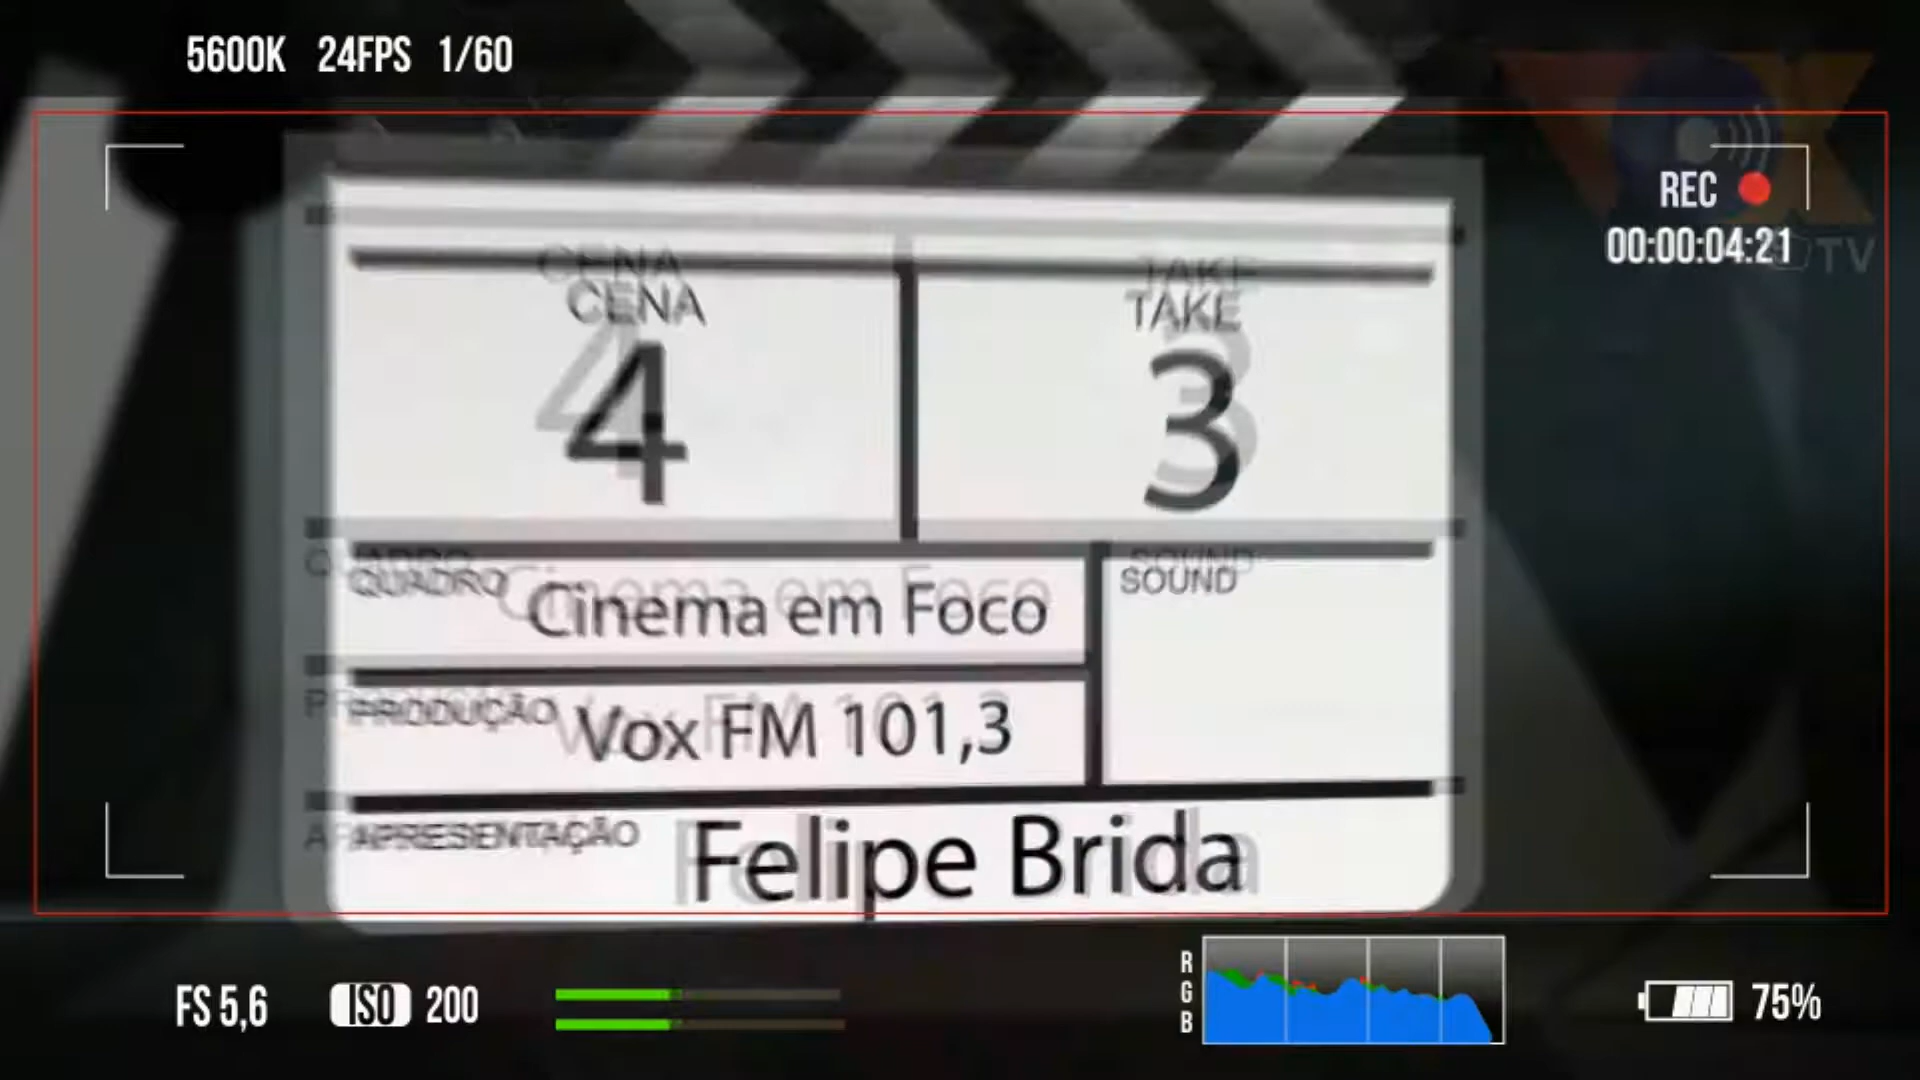 5600K 24FPS 1/60
REC
00:00:04:21
TV
CENA TAKE
4 3
QUADRO Cinema em Foco
SOUND
PRODUÇÃO Vox FM 101,3
APRESENTAÇÃO Felipe Brida
FS 5,6 ISO 200
R
G
B
75%